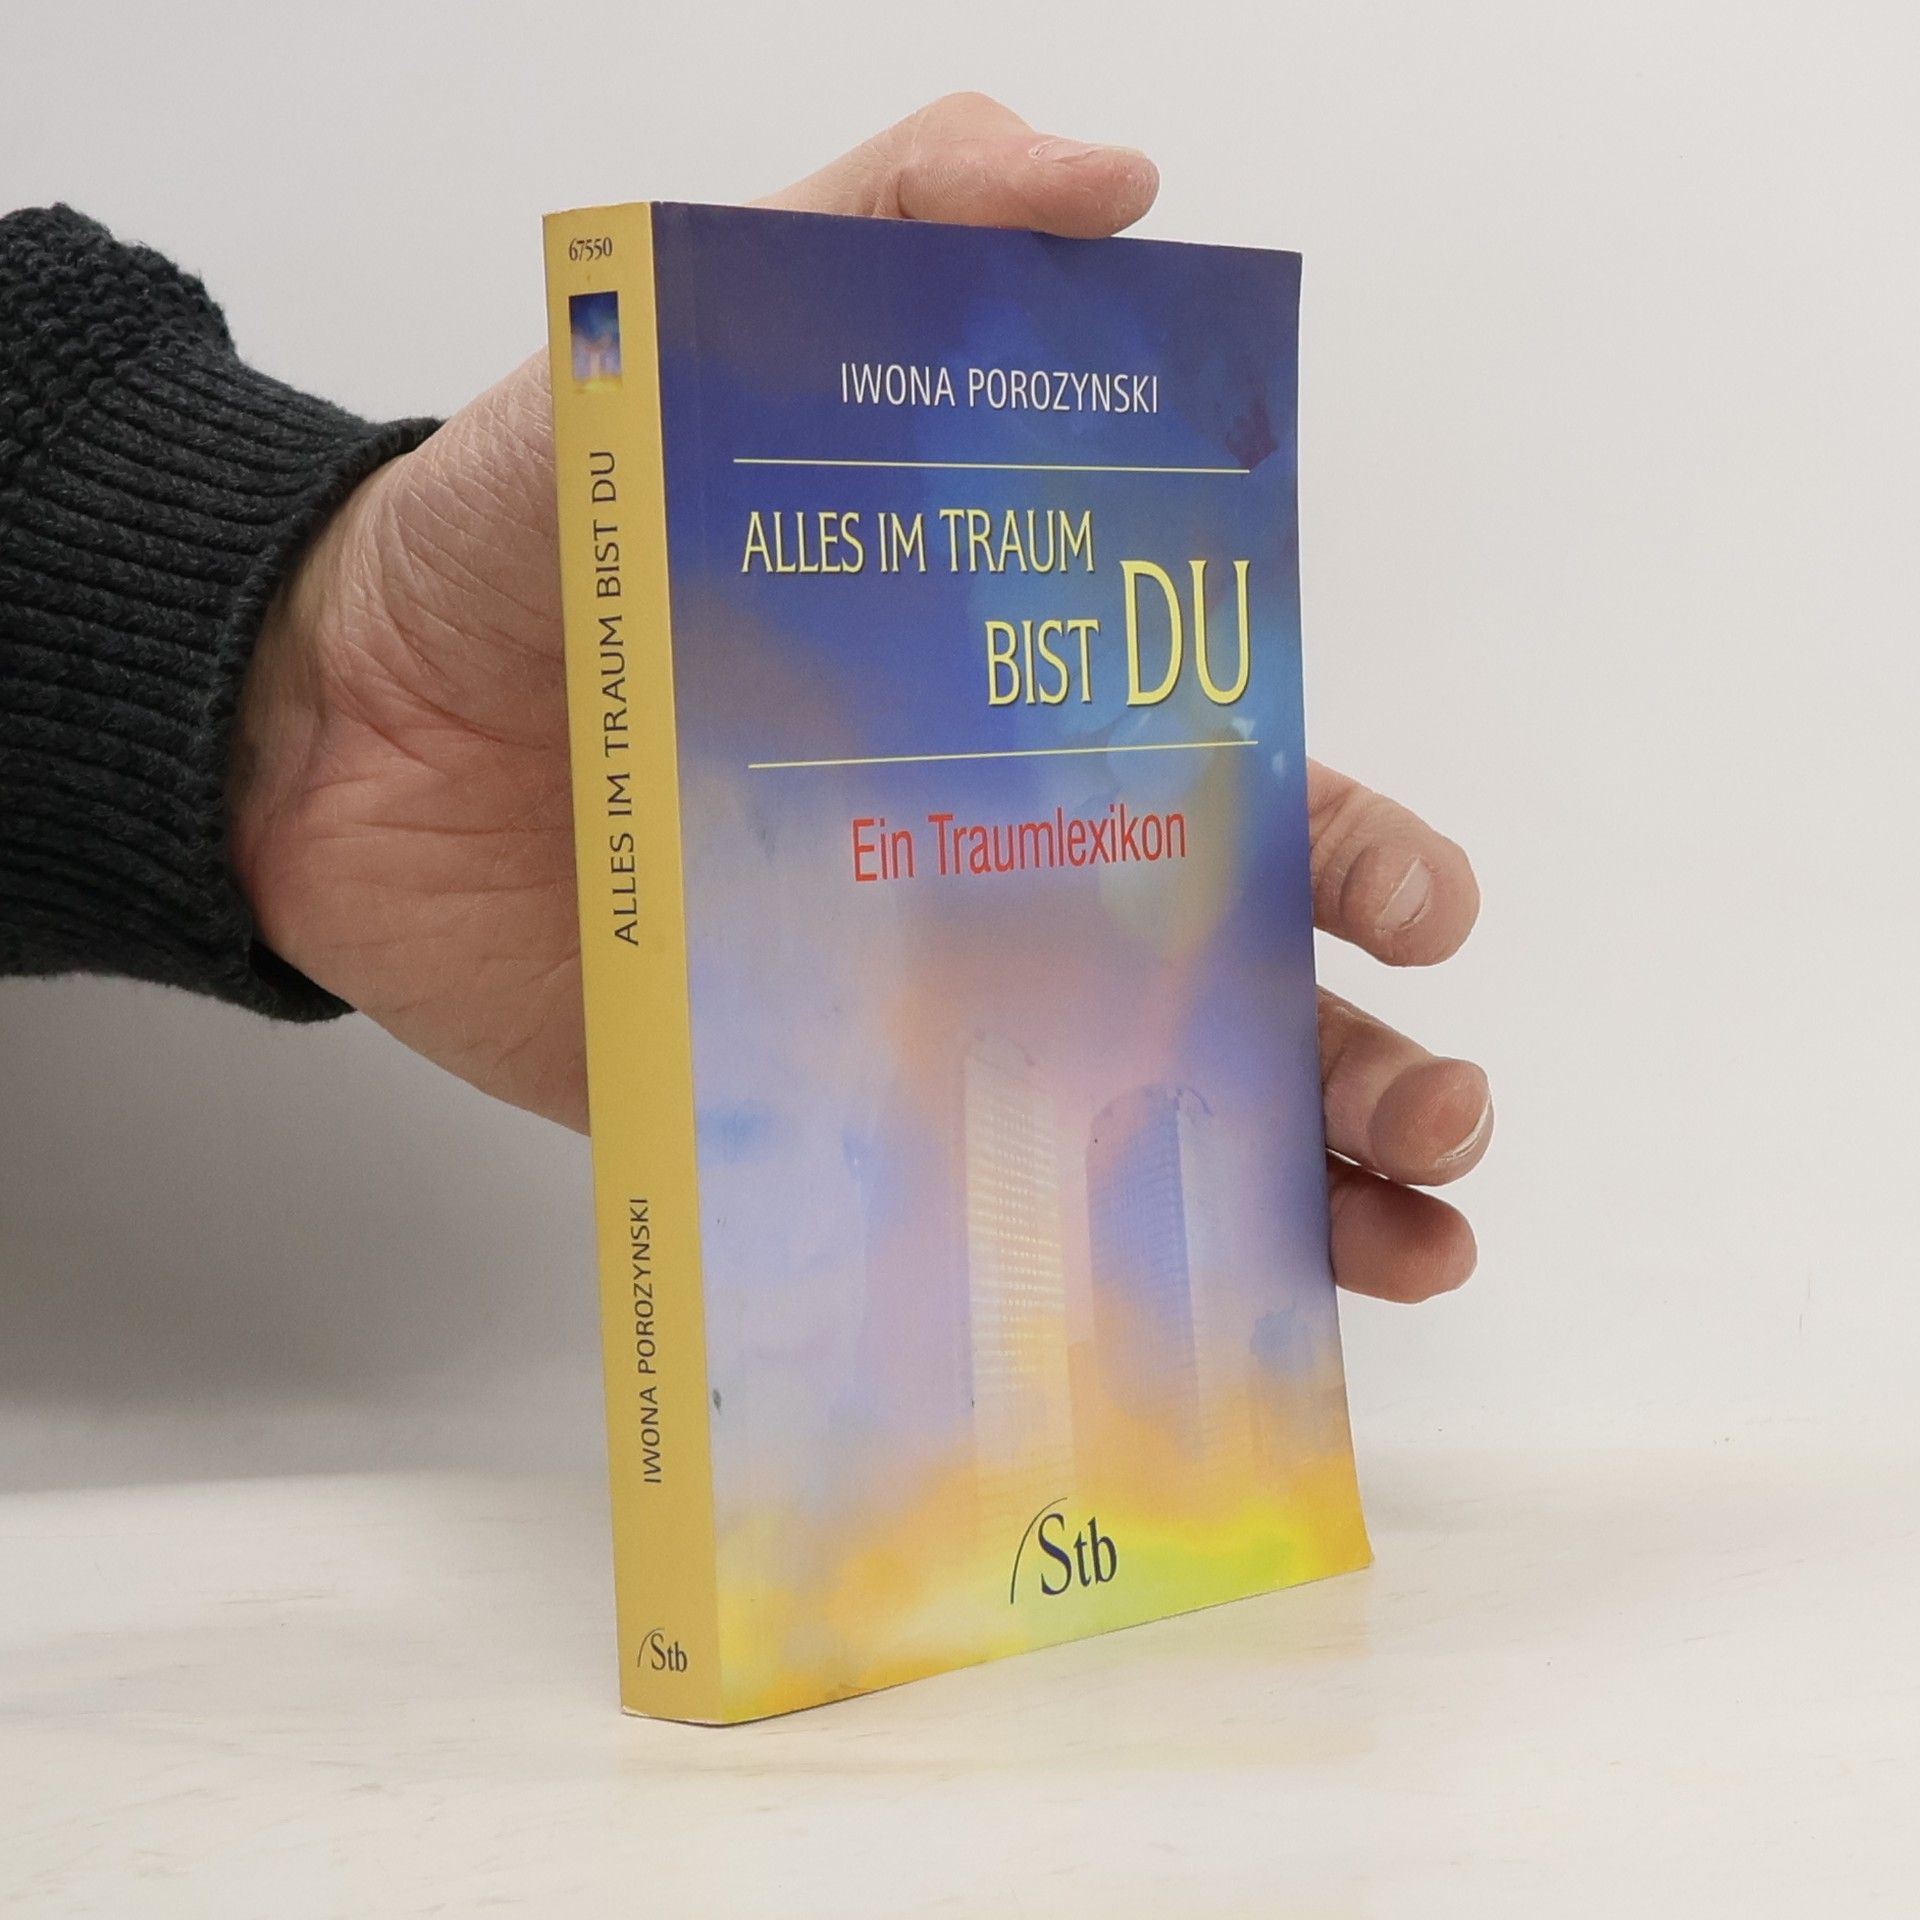 67550
ALLES IM TRAUM BIST DU
IWONA POROZYNSKI
Stb
IWONA POROZYNSKI
ALLES IM TRAUM
BIST DU
Ein Traumlexikon
Stb